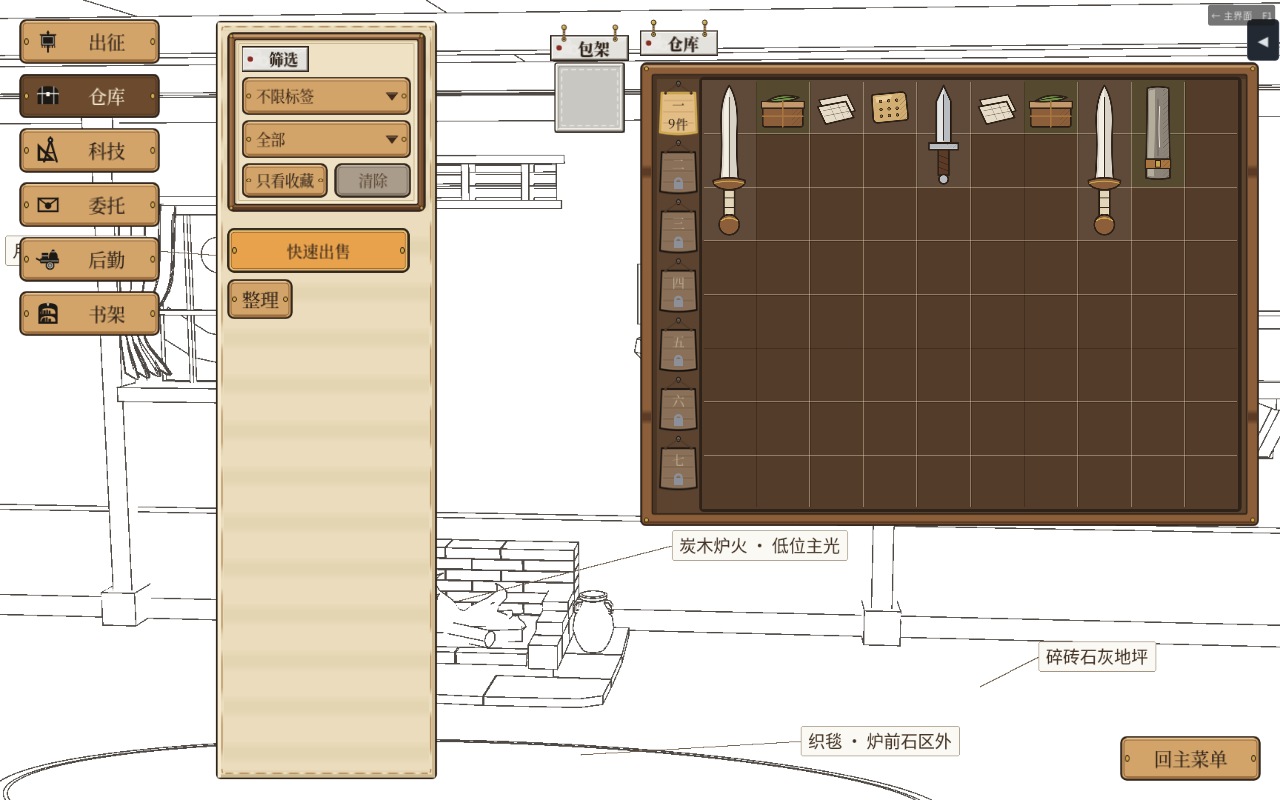 出征
仓库
科技
委托
后勤
书架
筛选
不限标签
全部
只看收藏
清除
快速出售
整理
包架
仓库
← 主界面 F1
一
9件
二
三
四
五
六
七
炭木炉火 · 低位主光
碎砖石灰地坪
织毯 · 炉前石区外
回主菜单